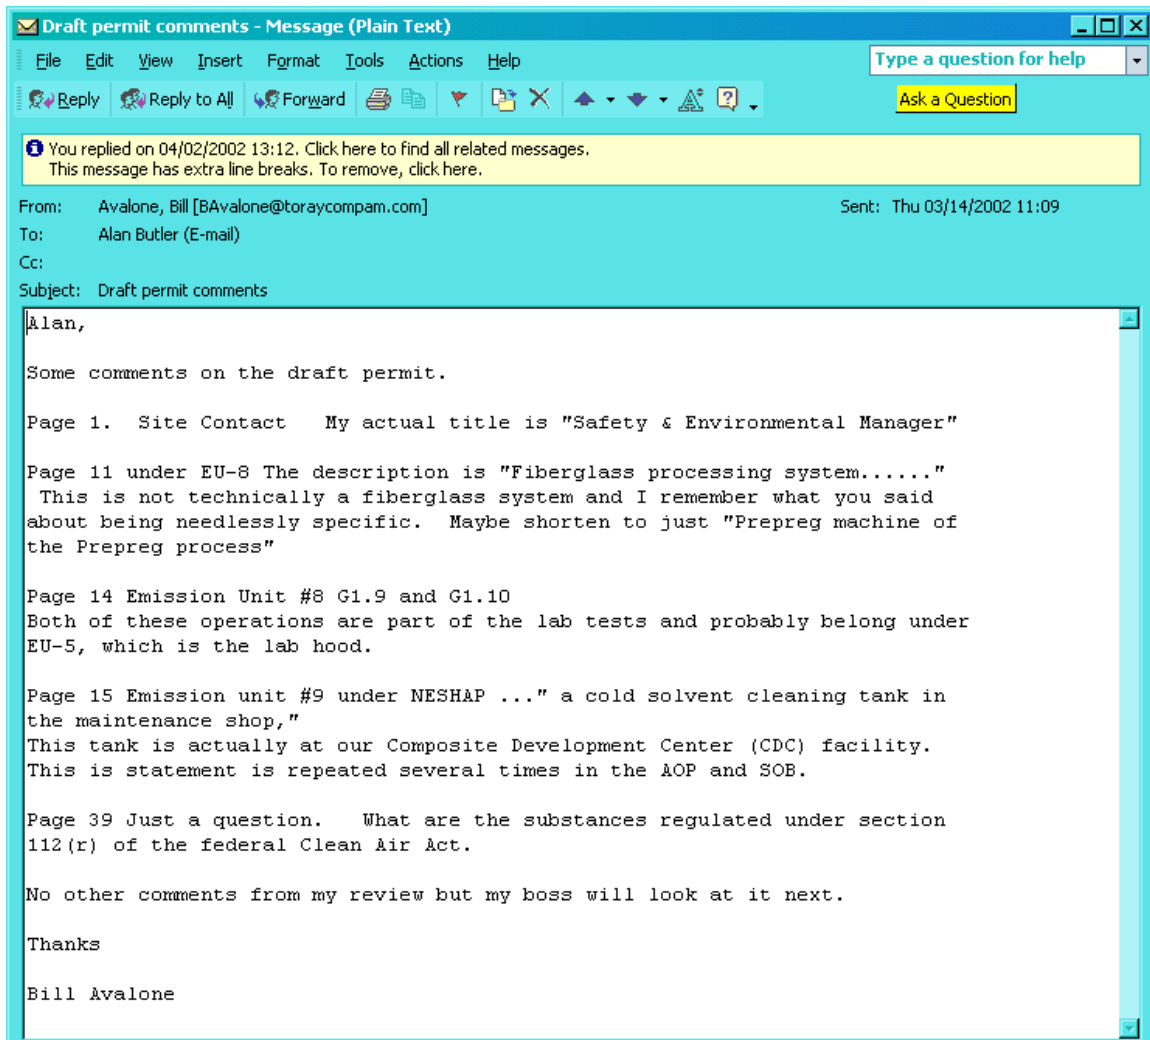 Draft permit comments - Message (Plain Text)
File Edit View Insert Format Tools Actions Help
Type a question for help
Reply Reply to All Forward
Ask a Question
You replied on 04/02/2002 13:12. Click here to find all related messages.
This message has extra line breaks. To remove, click here.
From: Avalone, Bill [BAvalone@toraycompam.com] Sent: Thu 03/14/2002 11:09
To: Alan Butler (E-mail)
Cc:
Subject: Draft permit comments
Alan,
Some comments on the draft permit.
Page 1. Site Contact My actual title is "Safety & Environmental Manager"
Page 11 under EU-8 The description is "Fiberglass processing system......"
This is not technically a fiberglass system and I remember what you said
about being needlessly specific. Maybe shorten to just "Prepreg machine of
the Prepreg process"
Page 14 Emission Unit #8 G1.9 and G1.10
Both of these operations are part of the lab tests and probably belong under
EU-5, which is the lab hood.
Page 15 Emission unit #9 under NESHAP ..." a cold solvent cleaning tank in
the maintenance shop,"
This tank is actually at our Composite Development Center (CDC) facility.
This is statement is repeated several times in the AOP and SOB.
Page 39 Just a question. What are the substances regulated under section
112(r) of the federal Clean Air Act.
No other comments from my review but my boss will look at it next.
Thanks
Bill Avalone